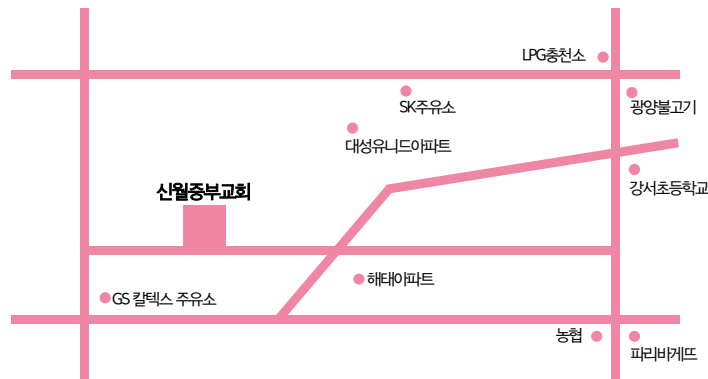 LPG충천소
SK주유소
광양불고기
대성유니드아파트
강서초등학교
신월중부교회
해태아파트
GS 칼텍스 주유소
농협
파리바게뜨